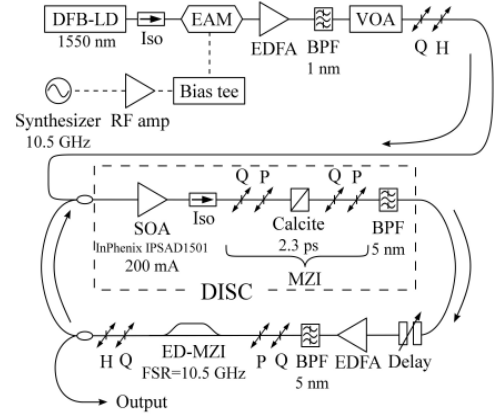 DFB-LD
1550 nm
Iso
EAM
EDFA
BPF
1 nm
VOA
Q H
Synthesizer
10.5 GHz
RF amp
Bias tee
SOA
InPhenix IPSAD1501
200 mA
Iso
Q P
Calcite
2.3 ps
Q P
BPF
5 nm
MZI
DISC
H Q
ED-MZI
FSR=10.5 GHz
P Q
BPF
5 nm
EDFA
Delay
Output